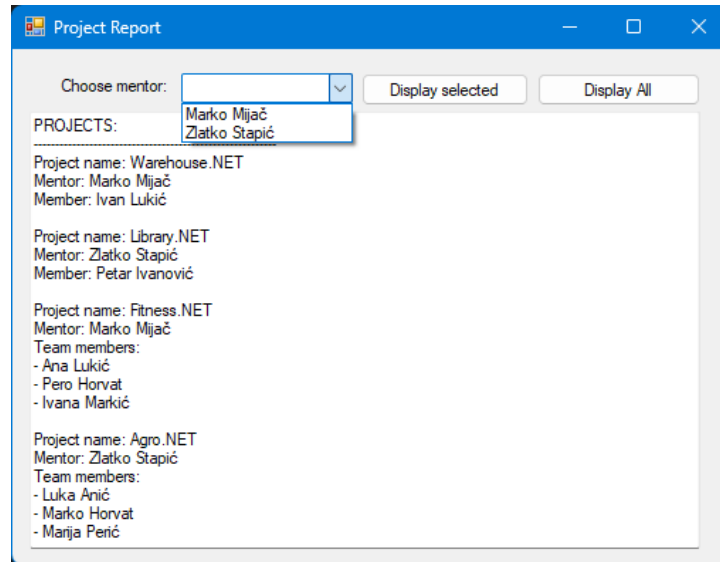 Project Report
Choose mentor:
Display selected
Display All
Marko Mijač
Zlatko Stapić
PROJECTS:
Project name: Warehouse.NET
Mentor: Marko Mijač
Member: Ivan Lukić
Project name: Library.NET
Mentor: Zlatko Stapić
Member: Petar Ivanović
Project name: Fitness.NET
Mentor: Marko Mijač
Team members:
- Ana Lukić
- Pero Horvat
- Ivana Markić
Project name: Agro.NET
Mentor: Zlatko Stapić
Team members:
- Luka Anić
- Marko Horvat
- Marija Perić